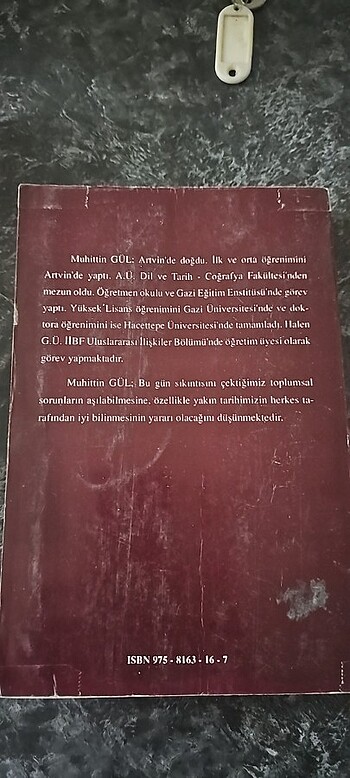 Muhittin GÜL; Artvin'de doğdu. İlk ve orta öğrenimini
Artvin'de yaptı. A.Ü. Dil ve Tarih - Coğrafya Fakültesi'nden
mezun oldu. Öğretmen okulu ve Gazi Eğitim Enstitüsü'nde görev
yaptı. Yüksek Lisans öğrenimini Gazi Üniversitesi'nde ve dok-
tora öğrenimini ise Hacettepe Üniversitesi'nde tamamladı. Halen
G.Ü. İİBF Uluslararası İlişkiler Bölümü'nde öğretim üyesi olarak
görev yapmaktadır.
Muhittin GÜL; Bu gün sıkıntısını çektiğimiz toplumsal
sorunların aşılabilmesine, özellikle yakın tarihimizin herkes ta-
rafından iyi bilinmesinin yararı olacağını düşünmektedir.
ISBN 975 - 8163 - 16 - 7